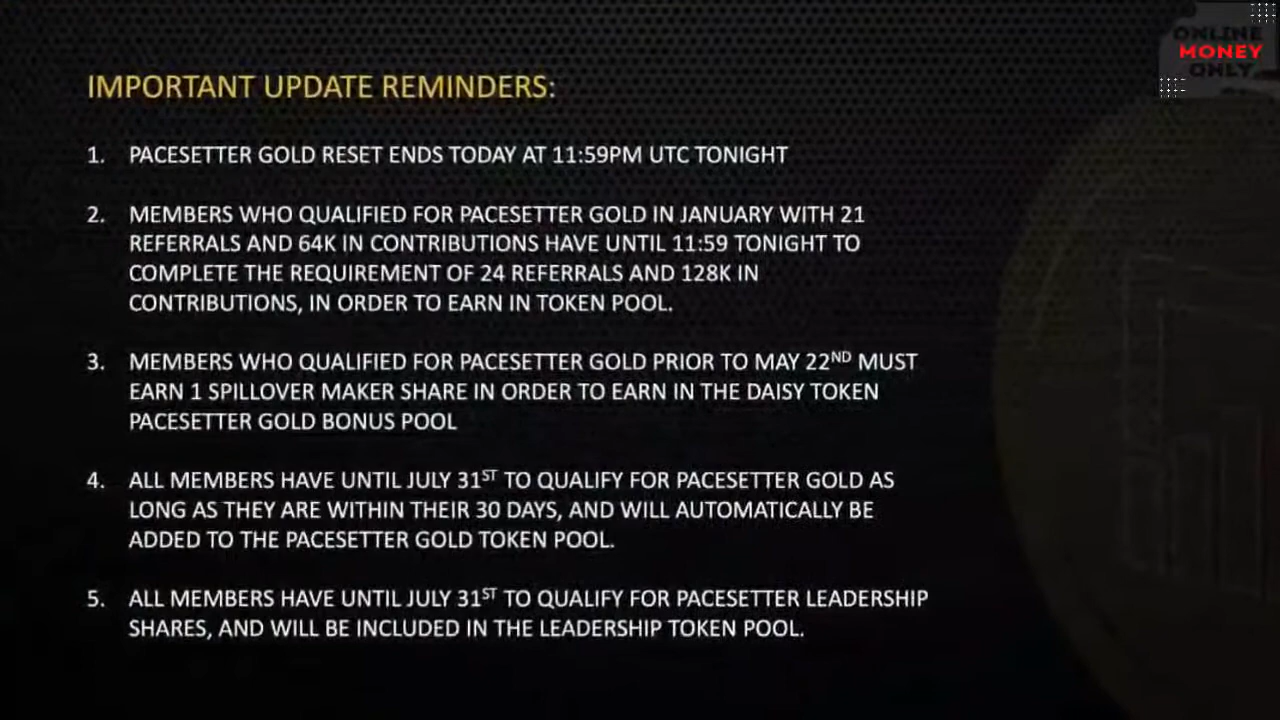 ONLINE
MONEY
ONLY
IMPORTANT UPDATE REMINDERS:
1. PACESETTER GOLD RESET ENDS TODAY AT 11:59PM UTC TONIGHT
2. MEMBERS WHO QUALIFIED FOR PACESETTER GOLD IN JANUARY WITH 21
REFERRALS AND 64K IN CONTRIBUTIONS HAVE UNTIL 11:59 TONIGHT TO
COMPLETE THE REQUIREMENT OF 24 REFERRALS AND 128K IN
CONTRIBUTIONS, IN ORDER TO EARN IN TOKEN POOL.
3. MEMBERS WHO QUALIFIED FOR PACESETTER GOLD PRIOR TO MAY 22ND MUST
EARN 1 SPILLOVER MAKER SHARE IN ORDER TO EARN IN THE DAISY TOKEN
PACESETTER GOLD BONUS POOL
4. ALL MEMBERS HAVE UNTIL JULY 31ST TO QUALIFY FOR PACESETTER GOLD AS
LONG AS THEY ARE WITHIN THEIR 30 DAYS, AND WILL AUTOMATICALLY BE
ADDED TO THE PACESETTER GOLD TOKEN POOL.
5. ALL MEMBERS HAVE UNTIL JULY 31ST TO QUALIFY FOR PACESETTER LEADERSHIP
SHARES, AND WILL BE INCLUDED IN THE LEADERSHIP TOKEN POOL.